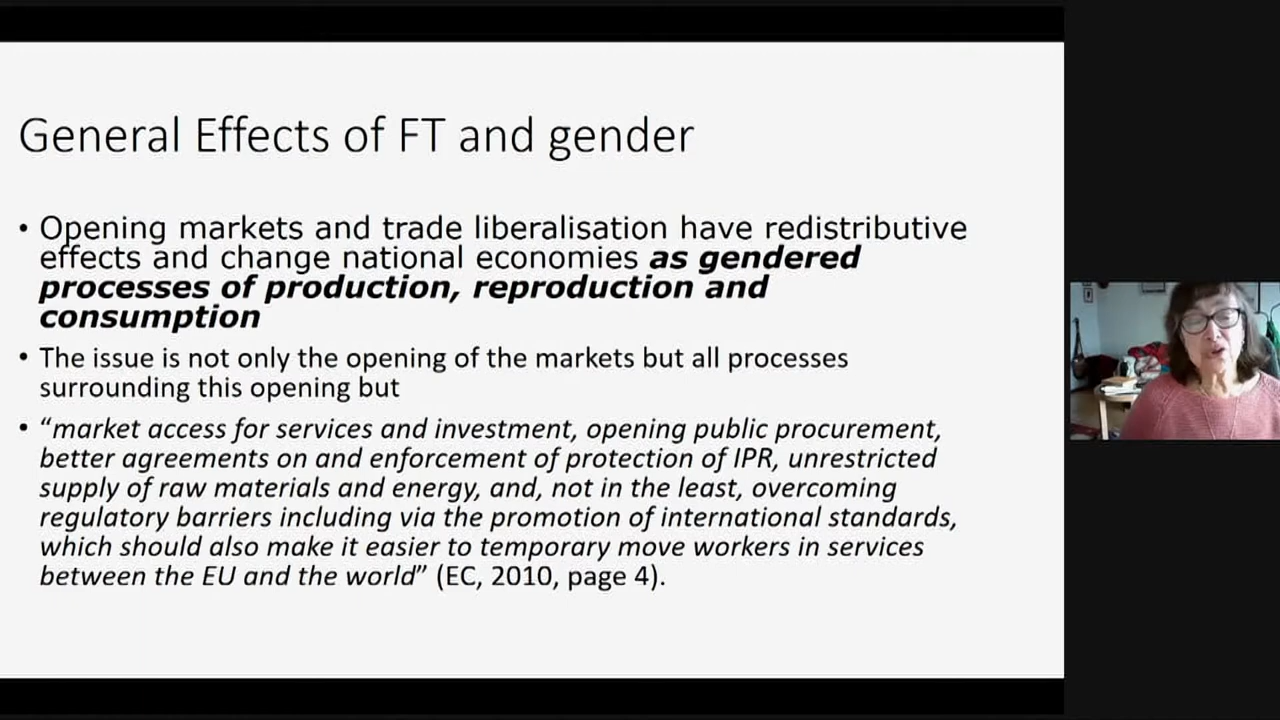 General Effects of FT and gender
• Opening markets and trade liberalisation have redistributive
effects and change national economies as gendered
processes of production, reproduction and
consumption
• The issue is not only the opening of the markets but all processes
surrounding this opening but
• “market access for services and investment, opening public procurement,
better agreements on and enforcement of protection of IPR, unrestricted
supply of raw materials and energy, and, not in the least, overcoming
regulatory barriers including via the promotion of international standards,
which should also make it easier to temporary move workers in services
between the EU and the world” (EC, 2010, page 4).